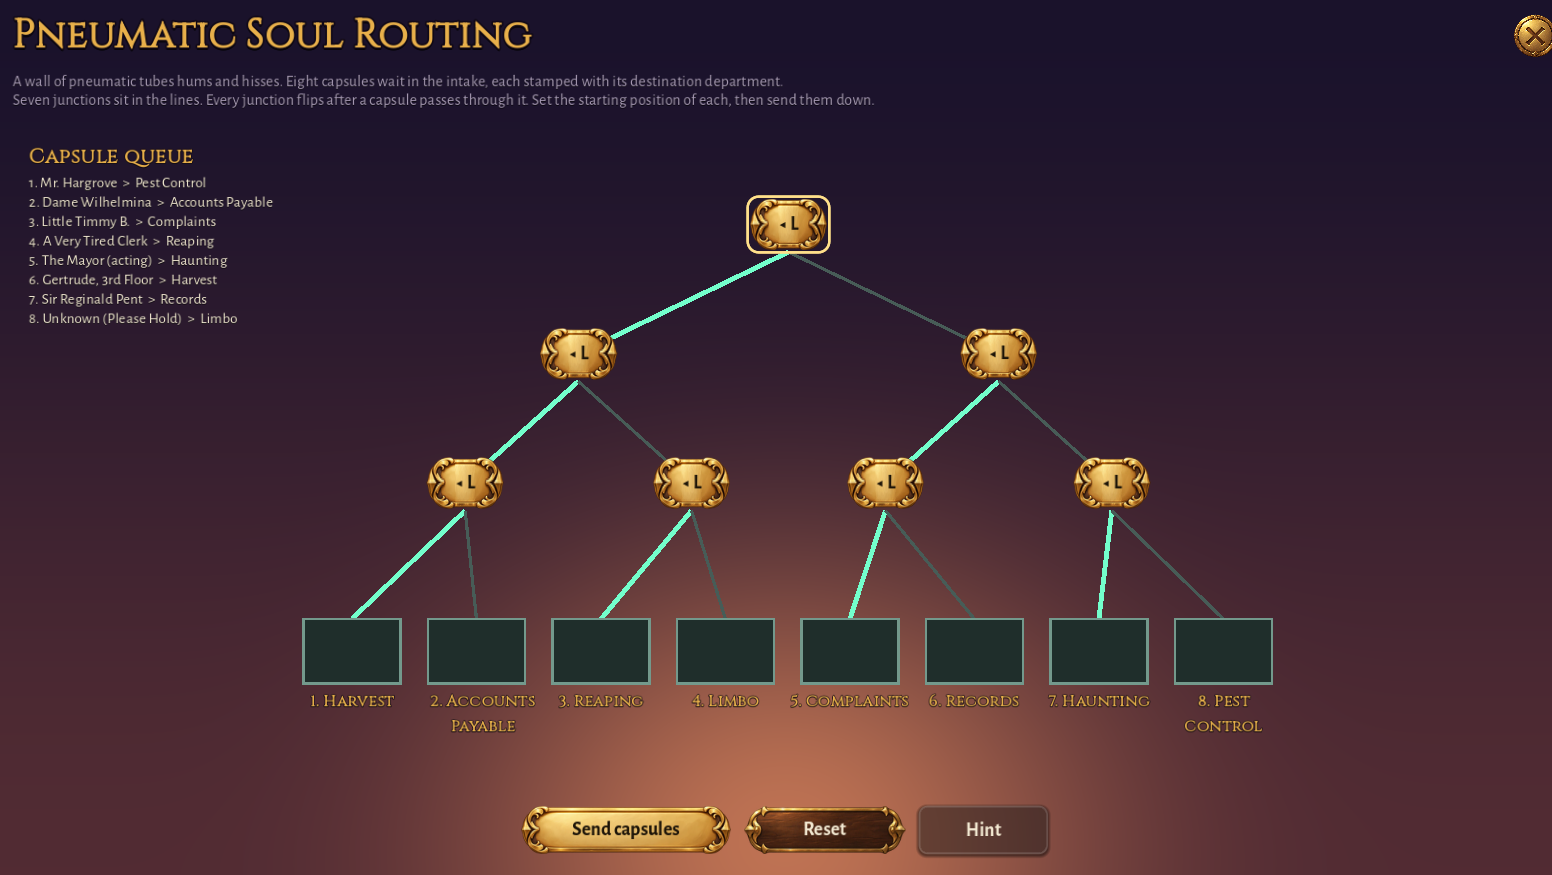 Pneumatic Soul Routing
A wall of pneumatic tubes hums and hisses. Eight capsules wait in the intake, each stamped with its destination department.
Seven junctions sit in the lines. Every junction flips after a capsule passes through it. Set the starting position of each, then send them down.
Capsule queue
1. Mr. Hargrove > Pest Control
2. Dame Wilhelmina > Accounts Payable
3. Little Timmy B. > Complaints
4. A Very Tired Clerk > Reaping
5. The Mayor (acting) > Haunting
6. Gertrude, 3rd Floor > Harvest
7. Sir Reginald Pent > Records
8. Unknown (Please Hold) > Limbo
◂ L
◂ L ◂ L
◂ L ◂ L ◂ L ◂ L
1. Harvest 2. Accounts 3. Reaping 4. Limbo 5. Complaints 6. Records 7. Haunting 8. Pest
Payable Control
Send capsules Reset Hint